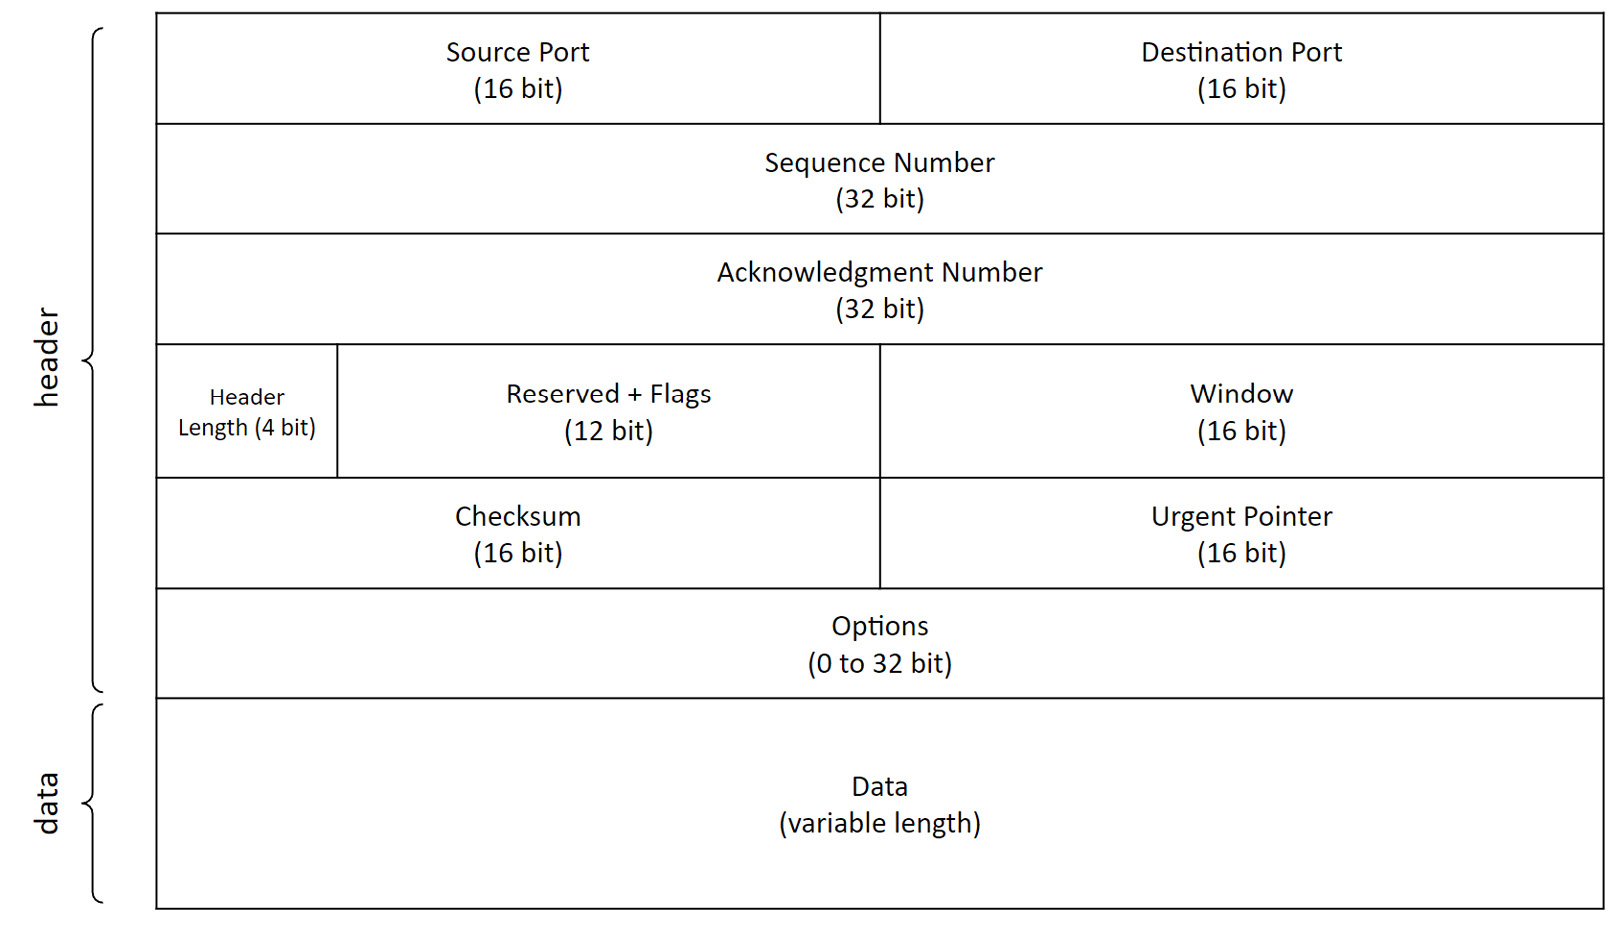 header
Source Port
(16 bit)
Destination Port
(16 bit)
Sequence Number
(32 bit)
Acknowledgment Number
(32 bit)
Header
Length (4 bit)
Reserved + Flags
(12 bit)
Window
(16 bit)
Checksum
(16 bit)
Urgent Pointer
(16 bit)
Options
(0 to 32 bit)
data
Data
(variable length)